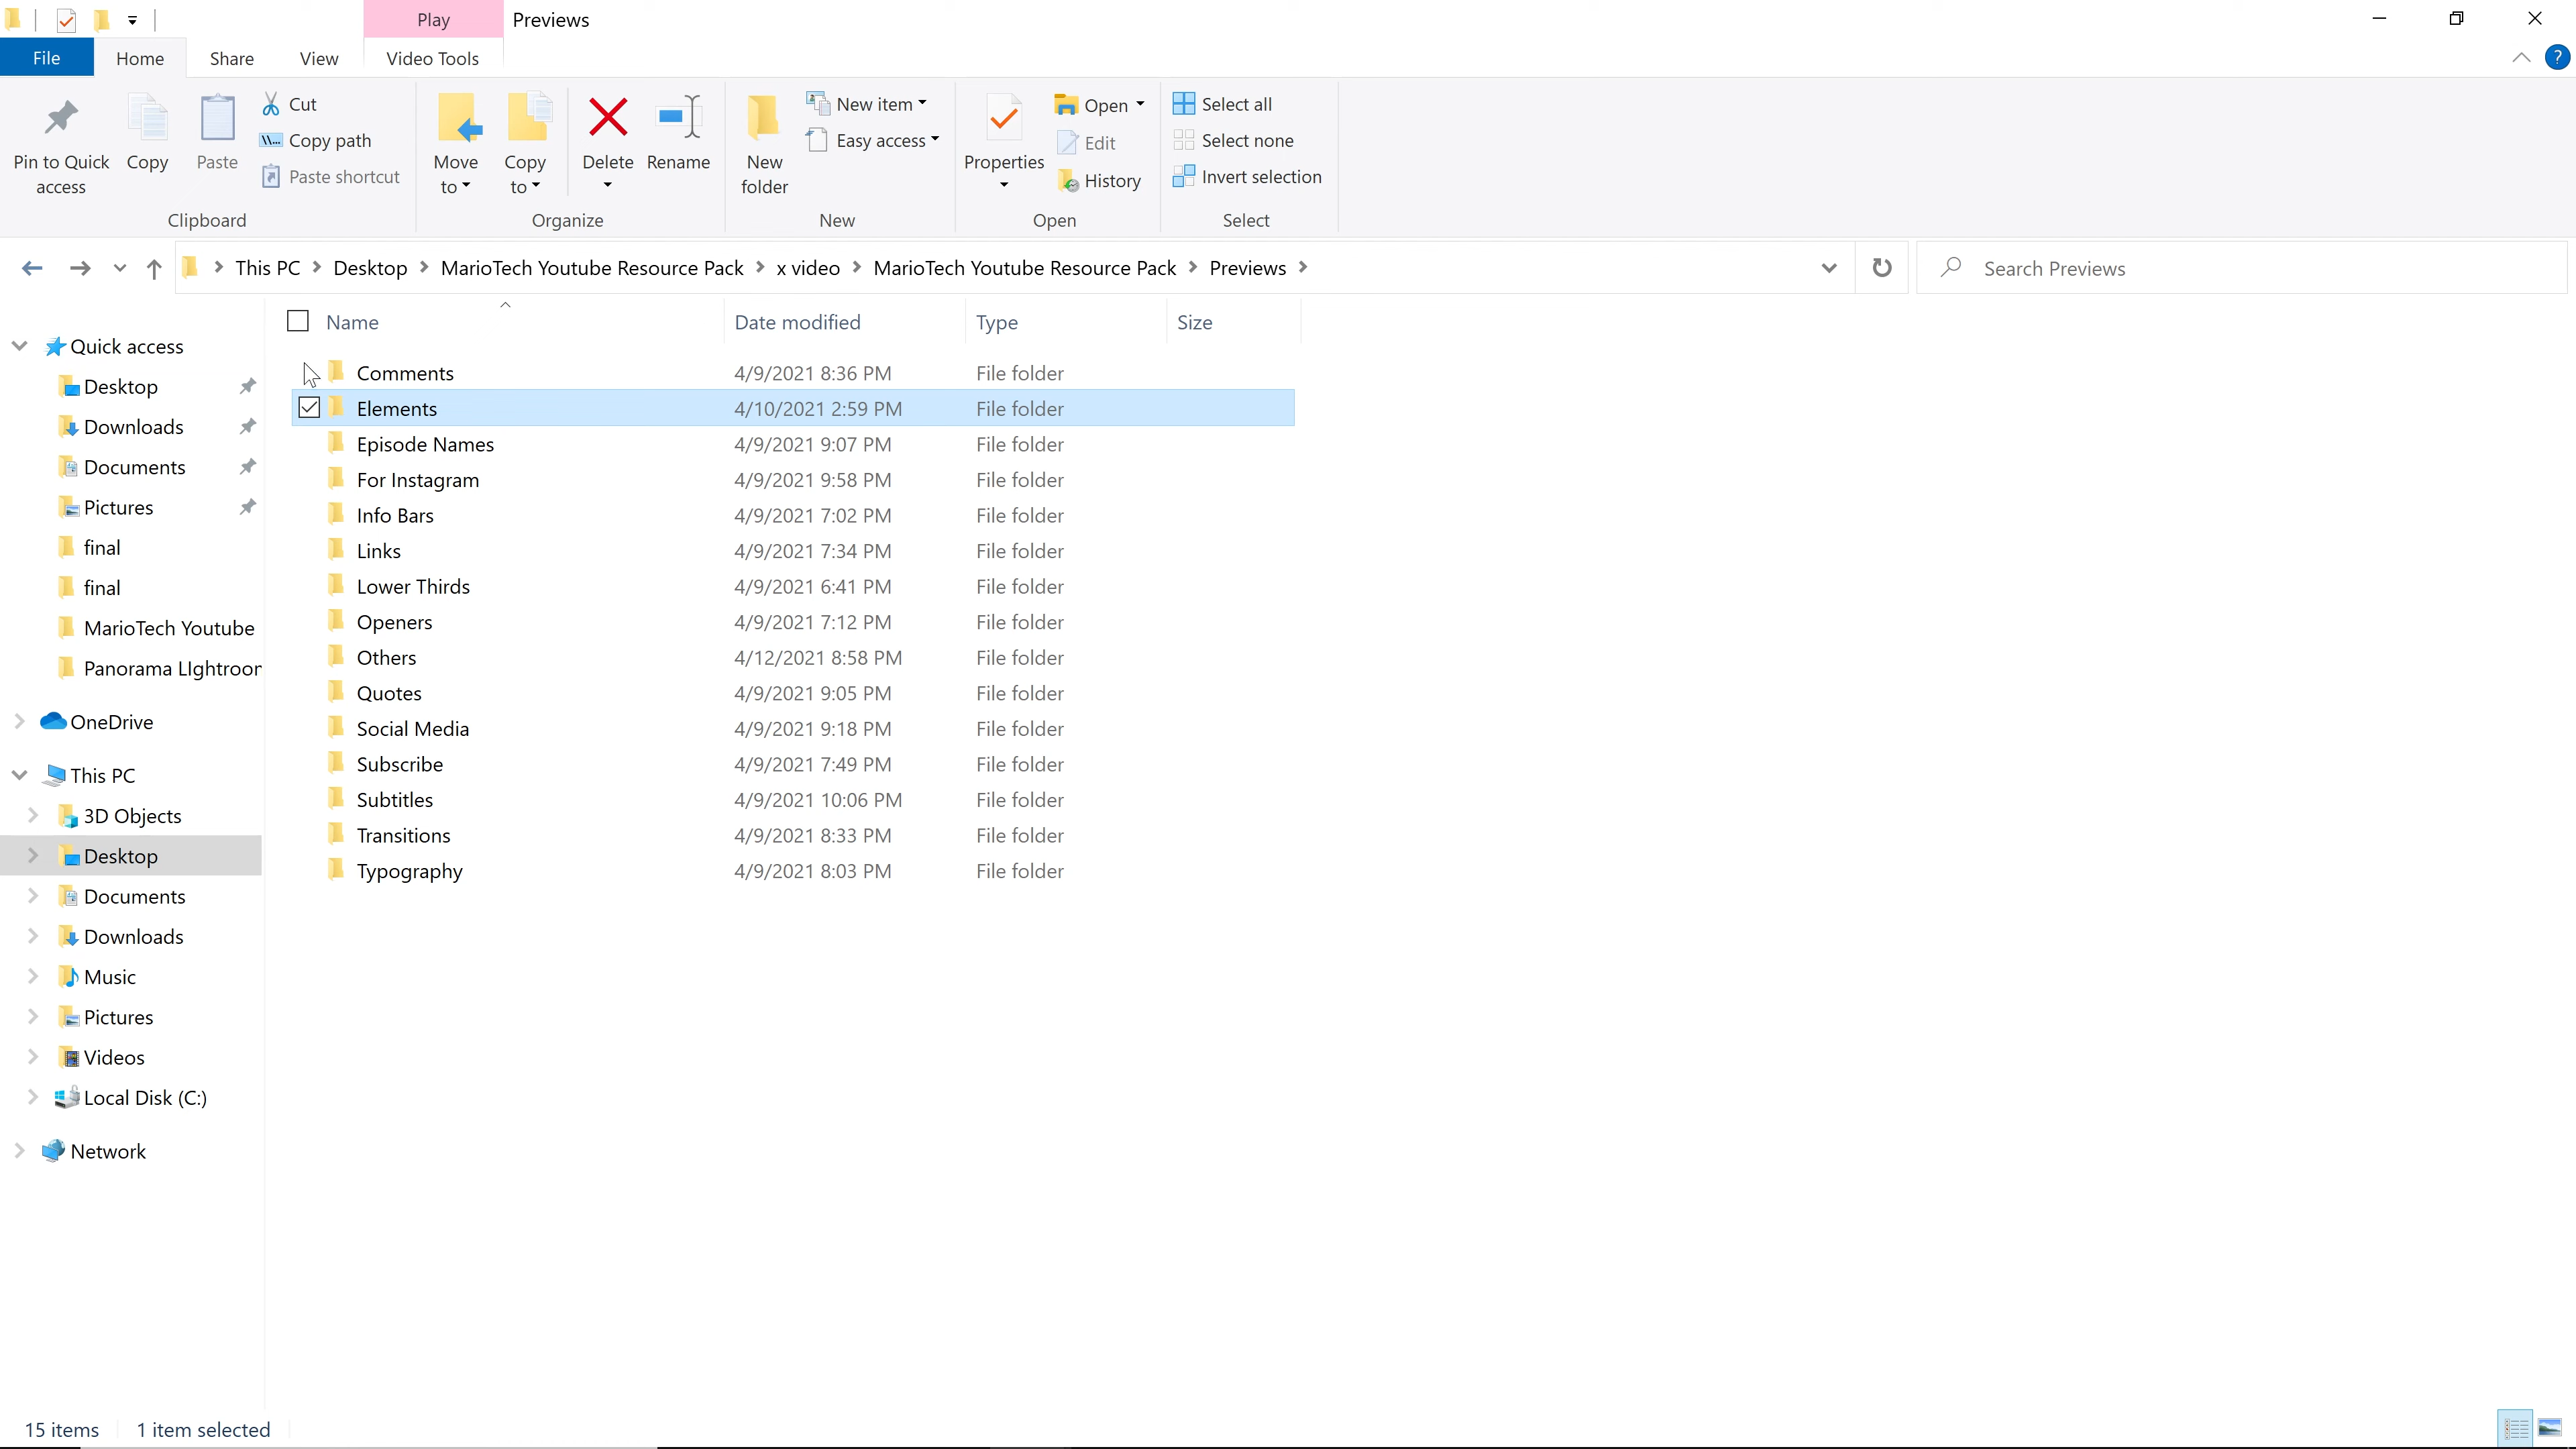 Play Previews
File Home Share View Video Tools
Pin to Quick access
Copy
Paste
Cut
Copy path
Paste shortcut
Clipboard
Move to
Copy to
Delete
Rename
Organize
New folder
New item
Easy access
New
Properties
Open
Edit
History
Open
Select all
Select none
Invert selection
Select
This PC Desktop MarioTech Youtube Resource Pack x video MarioTech Youtube Resource Pack Previews
Search Previews
Quick access
Desktop
Downloads
Documents
Pictures
final
final
MarioTech Youtube
Panorama LIghtroor
OneDrive
This PC
3D Objects
Desktop
Documents
Downloads
Music
Pictures
Videos
Local Disk (C:)
Network
Name Date modified Type Size
Comments 4/9/2021 8:36 PM File folder
Elements 4/10/2021 2:59 PM File folder
Episode Names 4/9/2021 9:07 PM File folder
For Instagram 4/9/2021 9:58 PM File folder
Info Bars 4/9/2021 7:02 PM File folder
Links 4/9/2021 7:34 PM File folder
Lower Thirds 4/9/2021 6:41 PM File folder
Openers 4/9/2021 7:12 PM File folder
Others 4/12/2021 8:58 PM File folder
Quotes 4/9/2021 9:05 PM File folder
Social Media 4/9/2021 9:18 PM File folder
Subscribe 4/9/2021 7:49 PM File folder
Subtitles 4/9/2021 10:06 PM File folder
Transitions 4/9/2021 8:33 PM File folder
Typography 4/9/2021 8:03 PM File folder
15 items 1 item selected